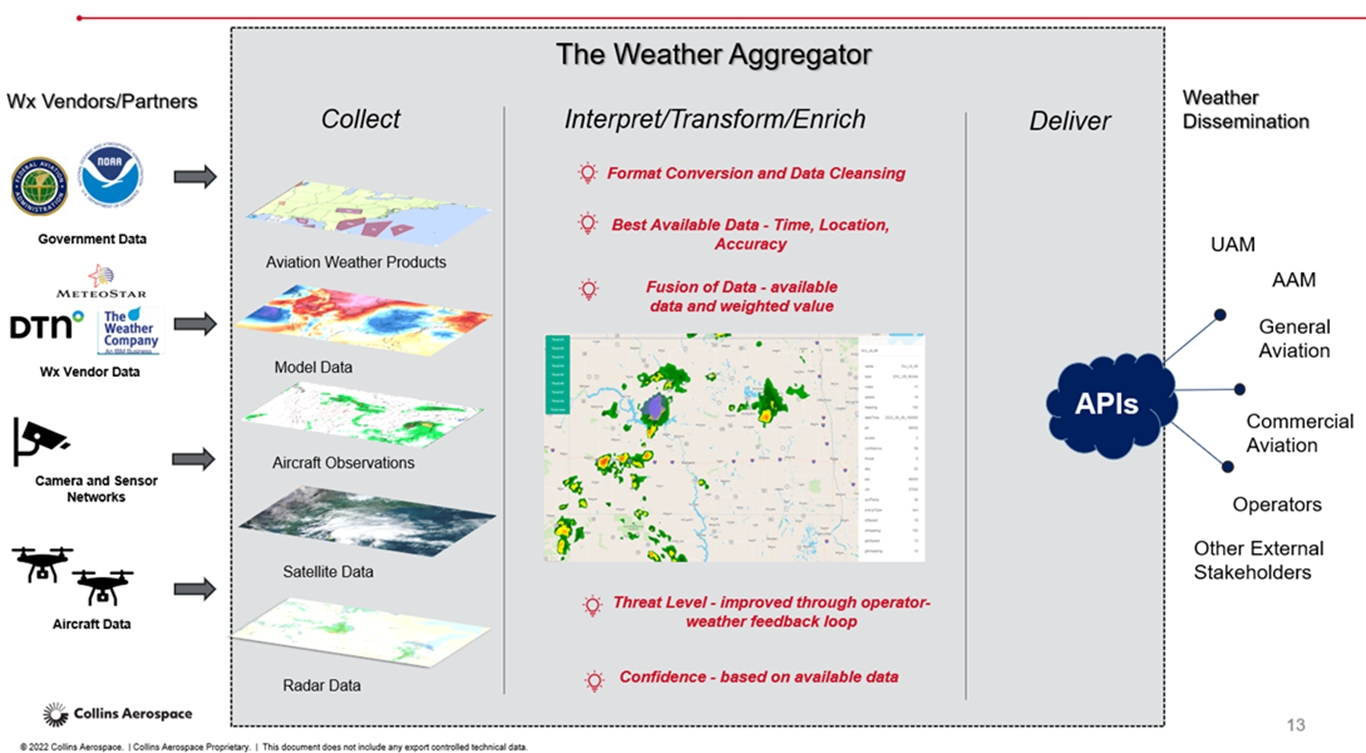 The Weather Aggregator
Wx Vendors/Partners
FEDERAL AVIATION
ADMINISTRATION
NOAA
Government Data
METEOSTAR
DTN
The
Weather
Company
An IBM Business
Wx Vendor Data
Camera and Sensor
Networks
Aircraft Data
Collect
Aviation Weather Products
Model Data
Aircraft Observations
Satellite Data
Radar Data
Interpret/Transform/Enrich
Format Conversion and Data Cleansing
Best Available Data - Time, Location,
Accuracy
Fusion of Data - available
data and weighted value
Threat Level - improved through operator-
weather feedback loop
Confidence - based on available data
Deliver
APIs
Weather
Dissemination
UAM
AAM
General
Aviation
Commercial
Aviation
Operators
Other External
Stakeholders
Collins Aerospace
13
© 2022 Collins Aerospace. | Collins Aerospace Proprietary. | This document does not include any export controlled technical data.